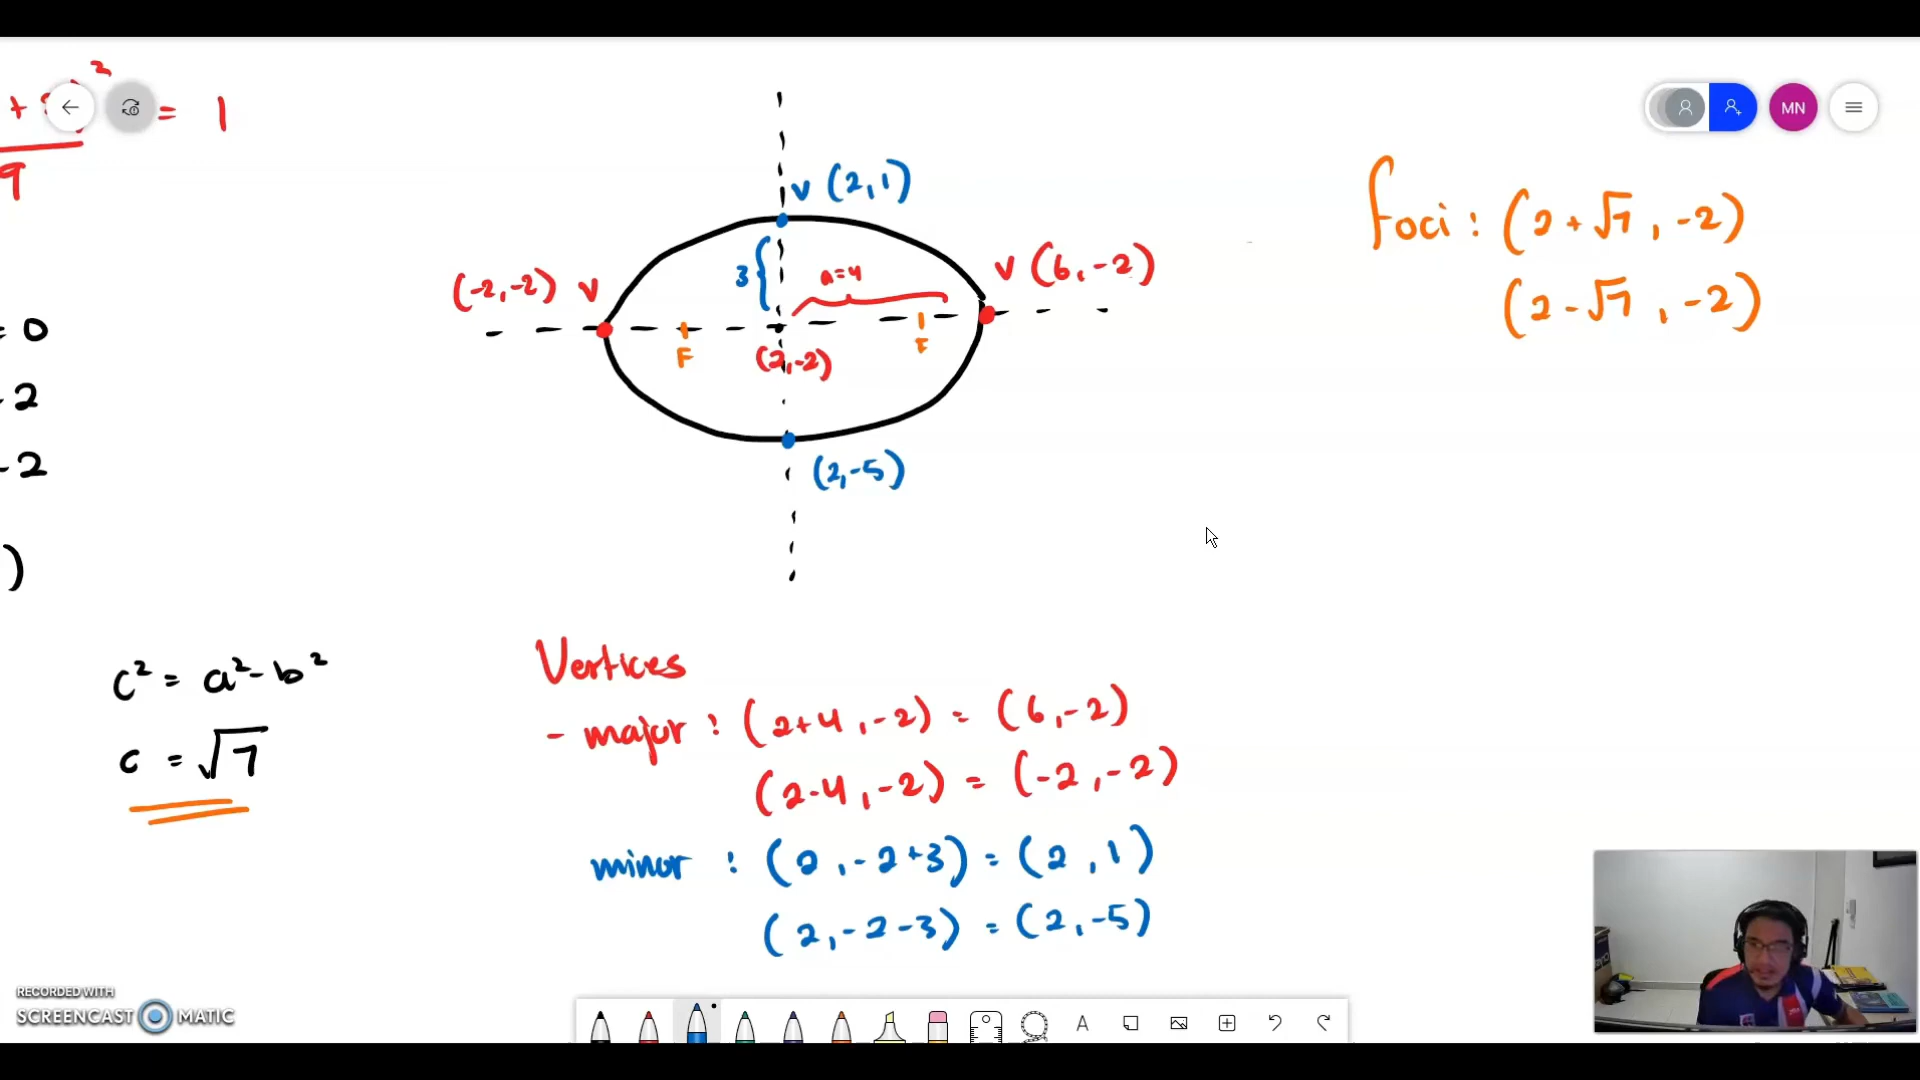 + 2 = 1
9
= 0
- 2
- 2
)
c² = a² - b²
c = √7
v (2, 1)
3
a=4
(-2, -2) v
v (6, -2)
F
(2, -2)
F
(2, -5)
foci : (2 + √7 , -2)
(2 - √7 , -2)
MN
Vertices
- major : (2+4 , -2) = (6, -2)
(2-4 , -2) = (-2 , -2)
minor : (2 , -2+3) = (2 , 1)
(2, -2-3) = (2, -5)
RECORDED WITH
SCREENCAST MATIC
A